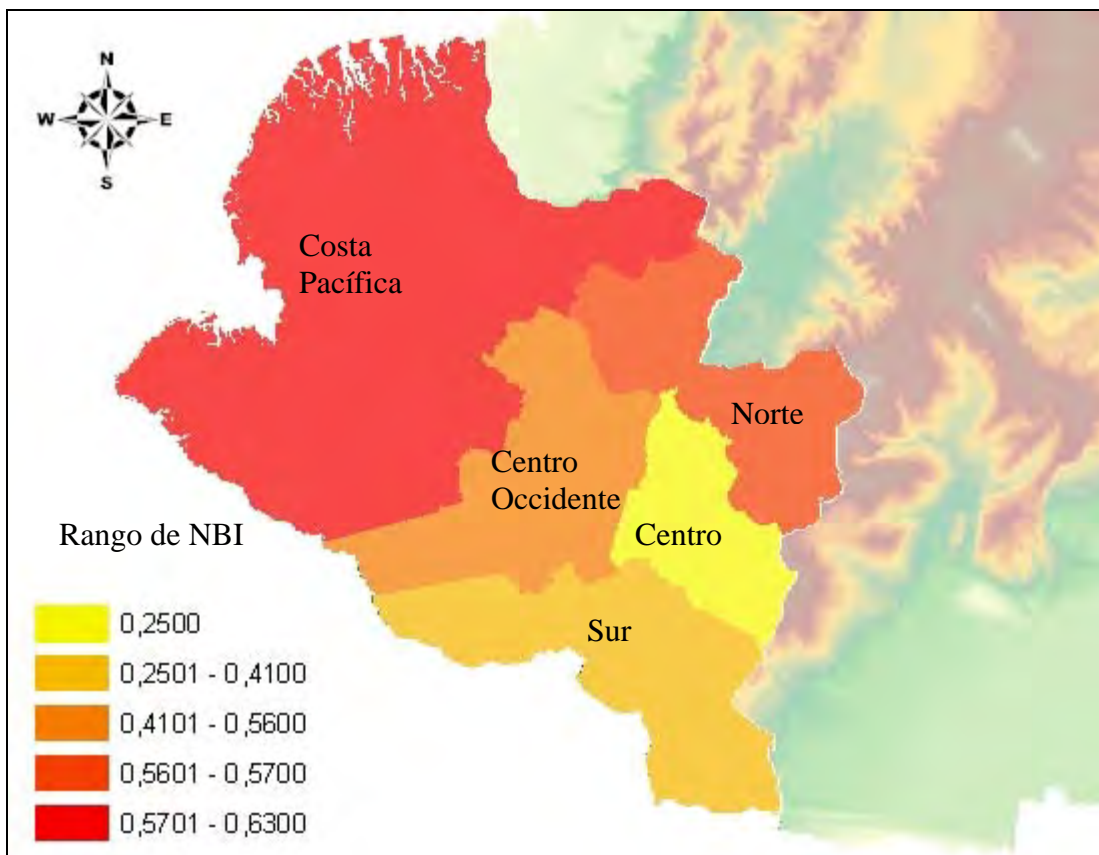 N
W E
S
Costa
Pacífica
Norte
Centro
Occidente
Centro
Sur
Rango de NBI
0,2500
0,2501 - 0,4100
0,4101 - 0,5600
0,5601 - 0,5700
0,5701 - 0,6300